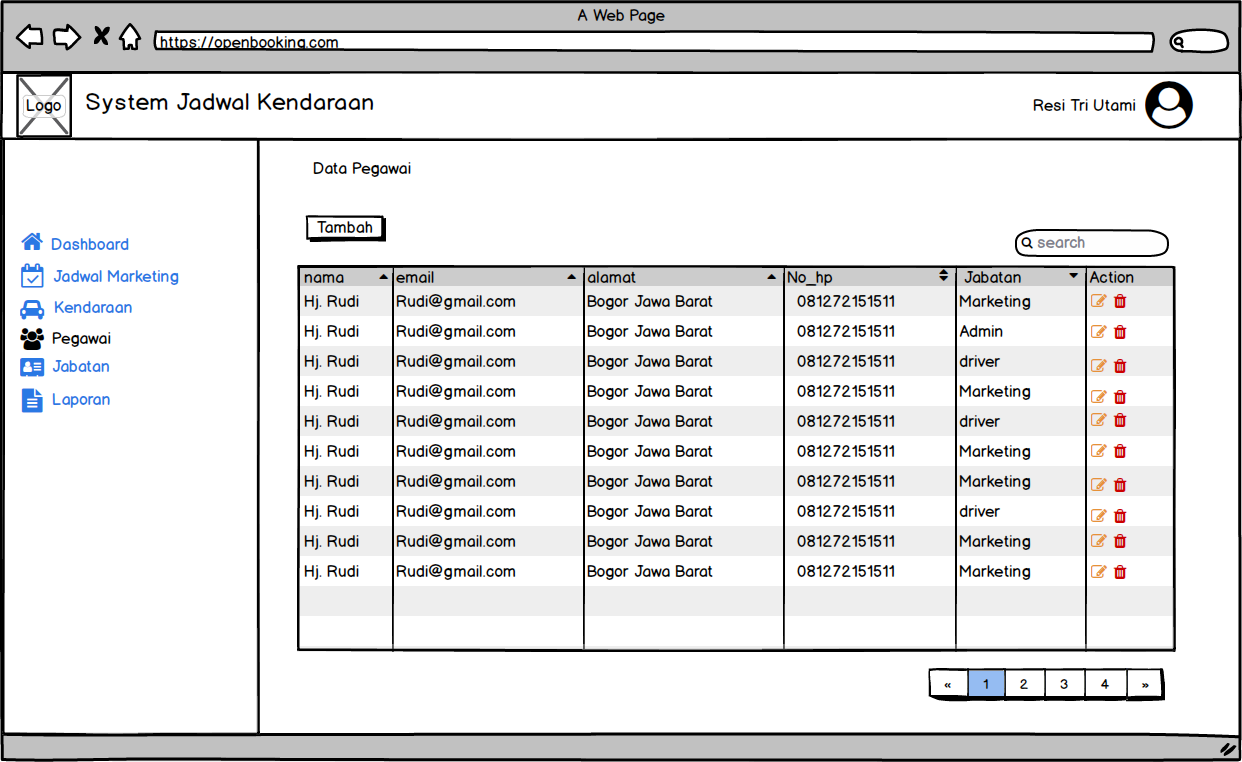 A Web Page
https://openbooking.com
Logo System Jadwal Kendaraan Resi Tri Utami
Data Pegawai
Tambah
search
Dashboard
Jadwal Marketing
Kendaraan
Pegawai
Jabatan
Laporan
nama email alamat No_hp Jabatan Action
Hj. Rudi Rudi@gmail.com Bogor Jawa Barat 081272151511 Marketing
Hj. Rudi Rudi@gmail.com Bogor Jawa Barat 081272151511 Admin
Hj. Rudi Rudi@gmail.com Bogor Jawa Barat 081272151511 driver
Hj. Rudi Rudi@gmail.com Bogor Jawa Barat 081272151511 Marketing
Hj. Rudi Rudi@gmail.com Bogor Jawa Barat 081272151511 driver
Hj. Rudi Rudi@gmail.com Bogor Jawa Barat 081272151511 Marketing
Hj. Rudi Rudi@gmail.com Bogor Jawa Barat 081272151511 Marketing
Hj. Rudi Rudi@gmail.com Bogor Jawa Barat 081272151511 driver
Hj. Rudi Rudi@gmail.com Bogor Jawa Barat 081272151511 Marketing
Hj. Rudi Rudi@gmail.com Bogor Jawa Barat 081272151511 Marketing
« 1 2 3 4 »